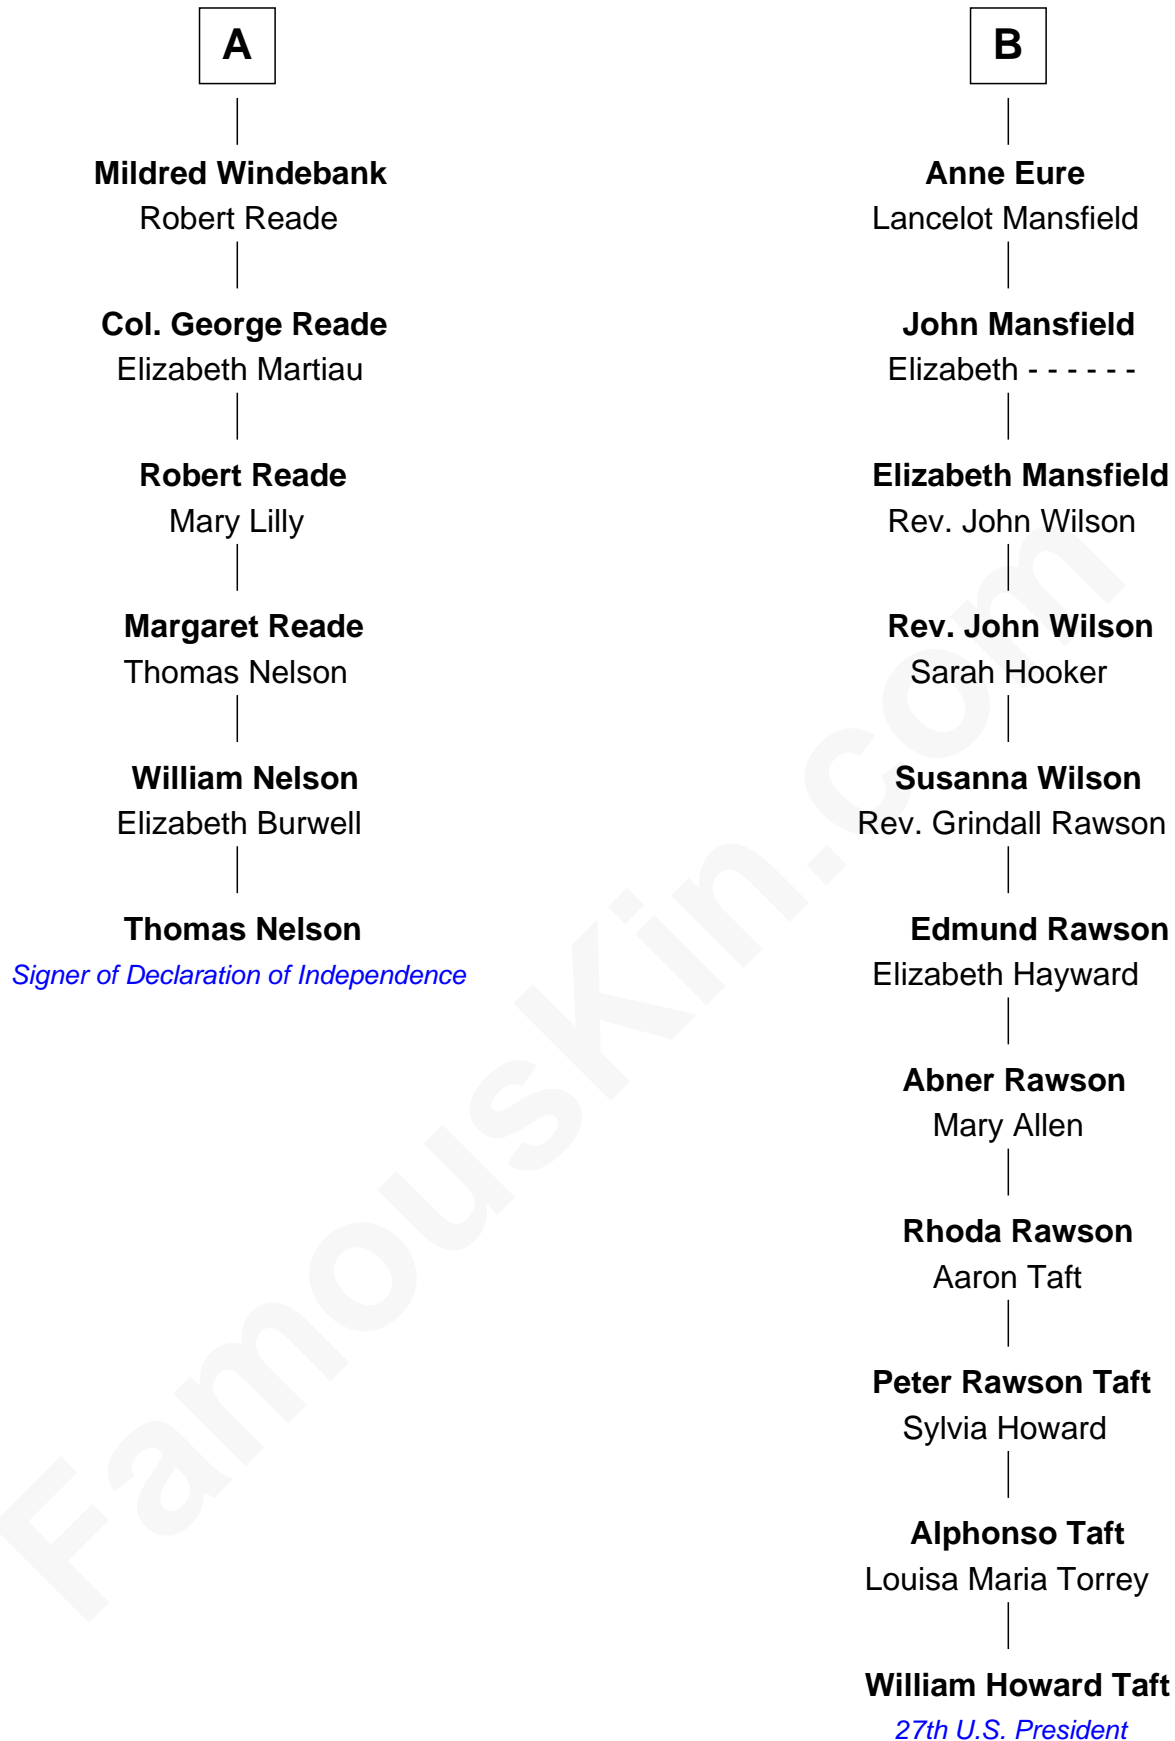 A
Mildred Windebank
Robert Reade
Col. George Reade
Elizabeth Martiau
Robert Reade
Mary Lilly
Margaret Reade
Thomas Nelson
William Nelson
Elizabeth Burwell
Thomas Nelson
Signer of Declaration of Independence
B
Anne Eure
Lancelot Mansfield
John Mansfield
Elizabeth - - - - - -
Elizabeth Mansfield
Rev. John Wilson
Rev. John Wilson
Sarah Hooker
Susanna Wilson
Rev. Grindall Rawson
Edmund Rawson
Elizabeth Hayward
Abner Rawson
Mary Allen
Rhoda Rawson
Aaron Taft
Peter Rawson Taft
Sylvia Howard
Alphonso Taft
Louisa Maria Torrey
William Howard Taft
27th U.S. President
FamousKin.com